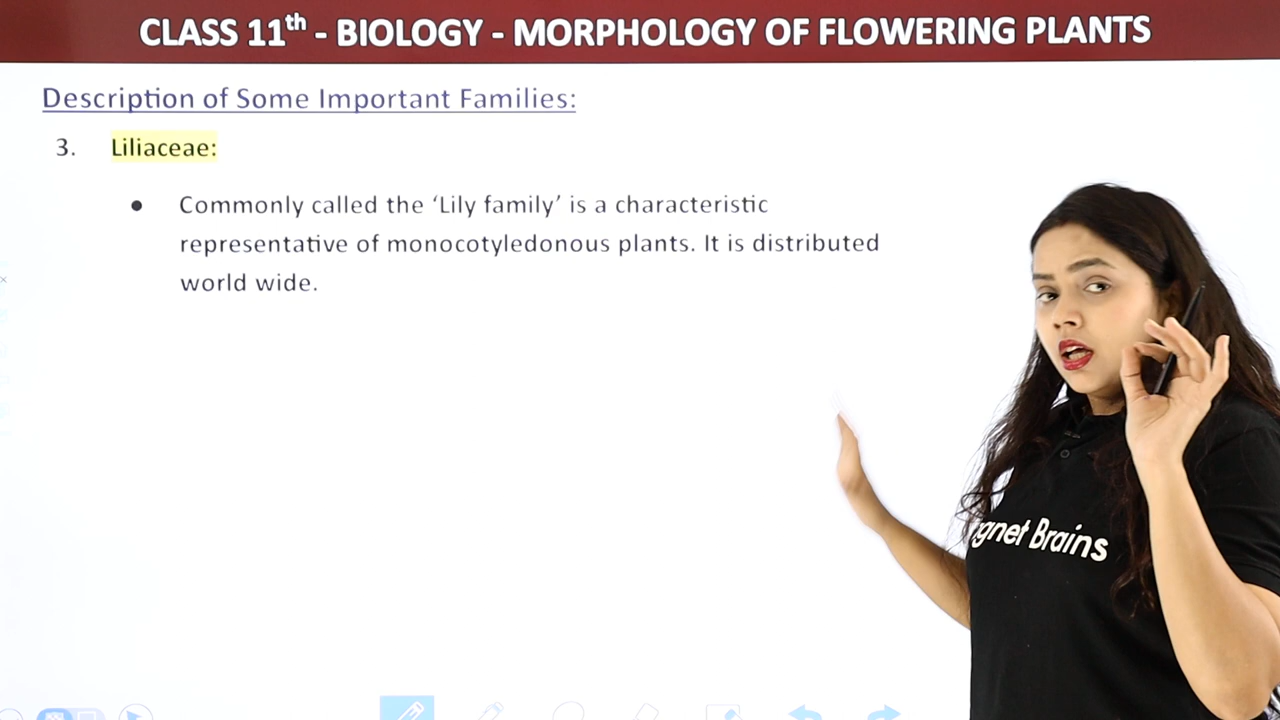 CLASS 11th - BIOLOGY - MORPHOLOGY OF FLOWERING PLANTS
Description of Some Important Families:
3. Liliaceae:
● Commonly called the ‘Lily family’ is a characteristic
representative of monocotyledonous plants. It is distributed
world wide.
gnet Brains